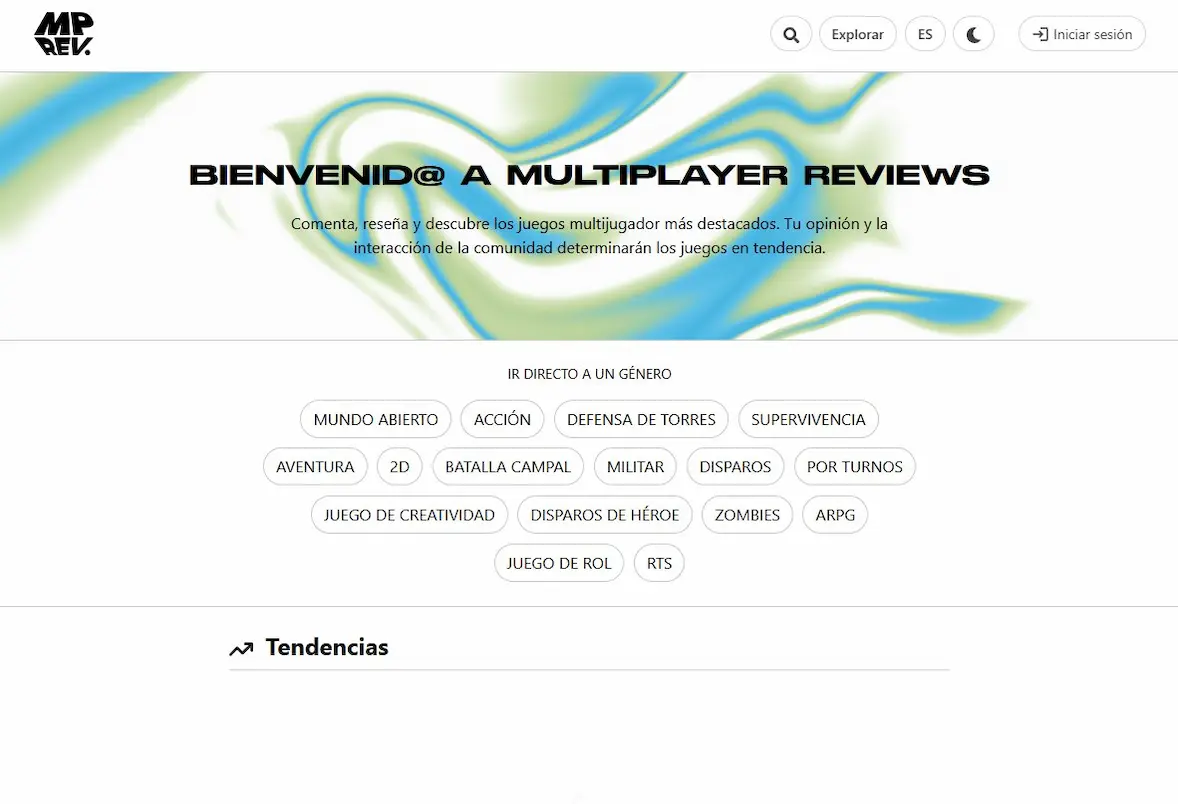 MP
REV.
Explorar
ES
Iniciar sesión
BIENVENID@ A MULTIPLAYER REVIEWS
Comenta, reseña y descubre los juegos multijugador más destacados. Tu opinión y la
interacción de la comunidad determinarán los juegos en tendencia.
IR DIRECTO A UN GÉNERO
MUNDO ABIERTO ACCIÓN DEFENSA DE TORRES SUPERVIVENCIA
AVENTURA 2D BATALLA CAMPAL MILITAR DISPAROS POR TURNOS
JUEGO DE CREATIVIDAD DISPAROS DE HÉROE ZOMBIES ARPG
JUEGO DE ROL RTS
Tendencias